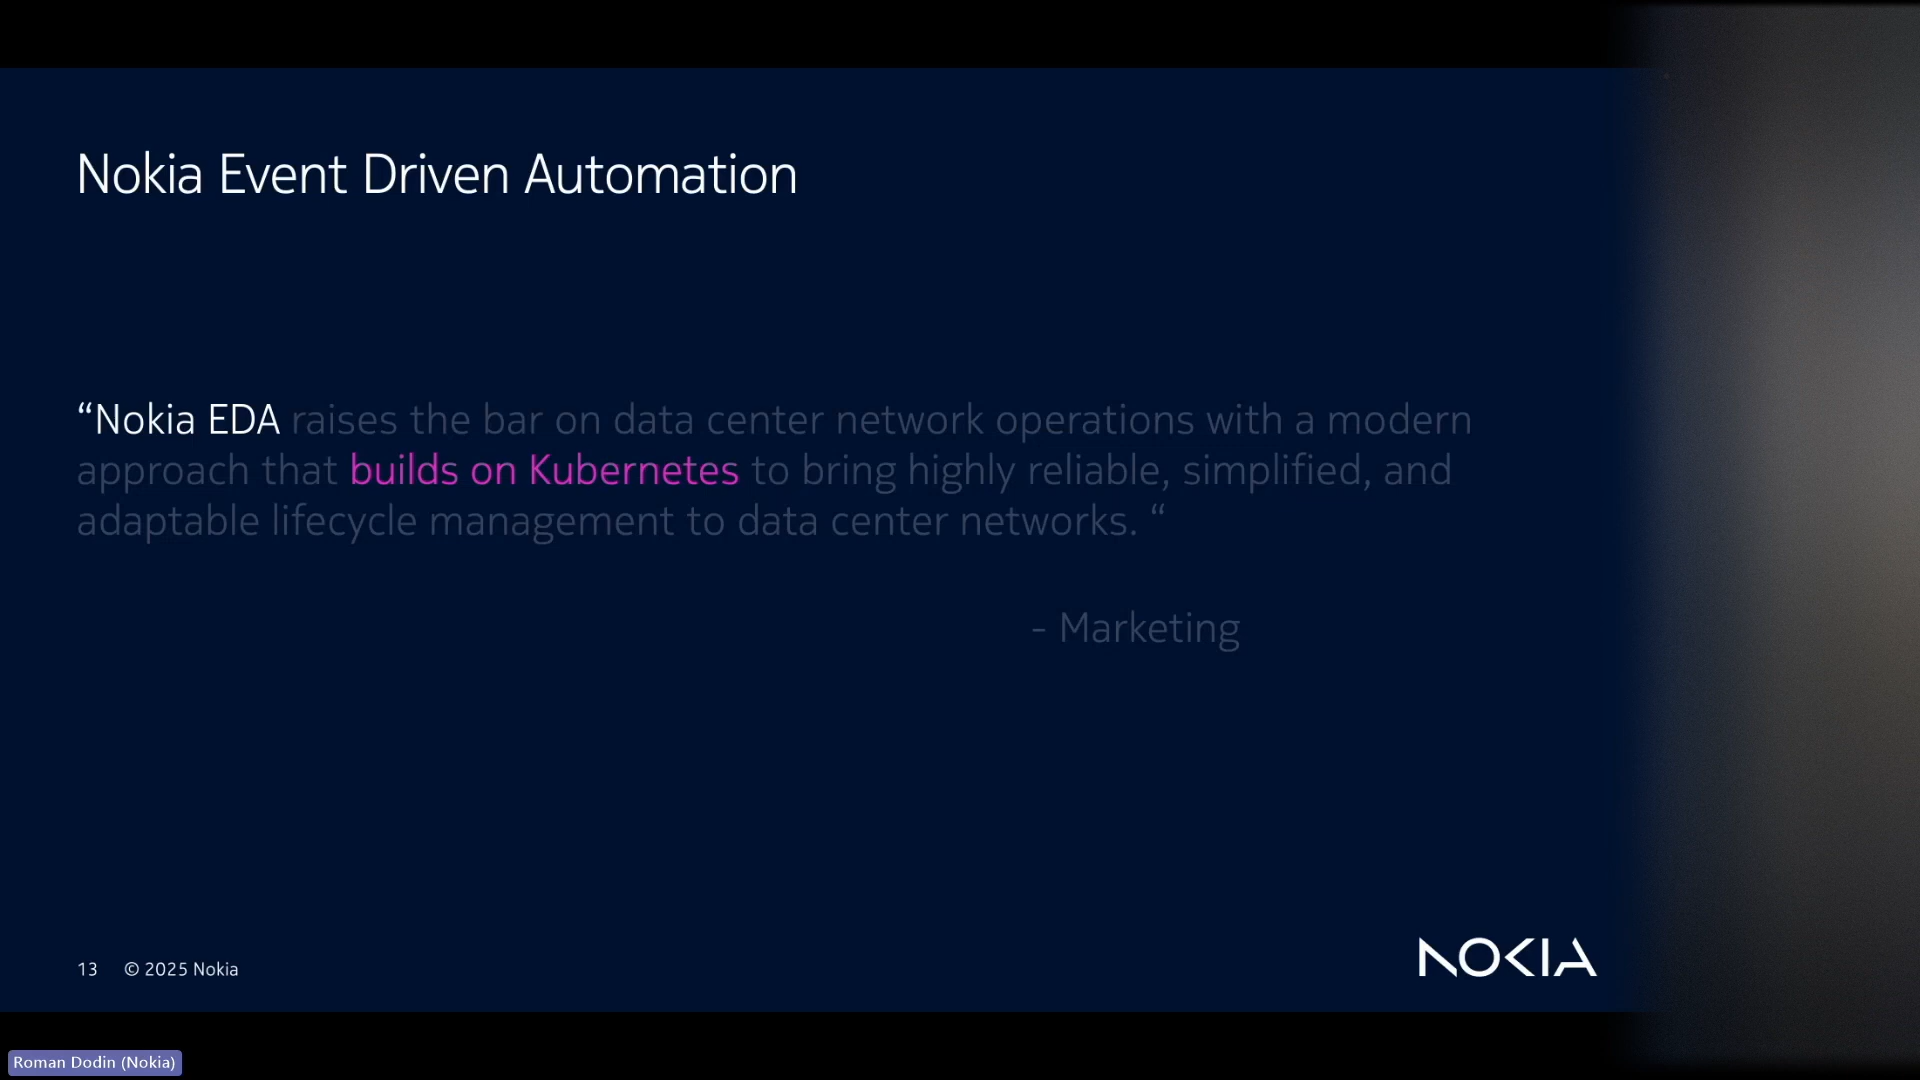 Nokia Event Driven Automation
“Nokia EDA raises the bar on data center network operations with a modern
approach that builds on Kubernetes to bring highly reliable, simplified, and
adaptable lifecycle management to data center networks. “
- Marketing
13 © 2025 Nokia
NOKIA
Roman Dodin (Nokia)